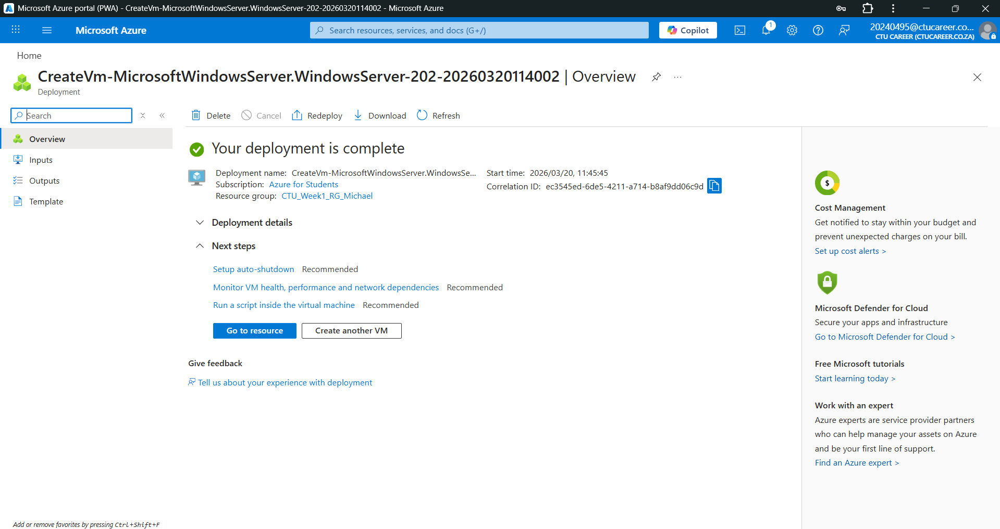 Microsoft Azure portal (PWA) - CreateVm-MicrosoftWindowsServer.WindowsServer-202-20260320114002 - Microsoft Azure
Microsoft Azure
Search resources, services, and docs (G+/)
Copilot
1
20240495@ctucareer.co...
CTU CAREER (CTUCAREER.CO.ZA)
Home
CreateVm-MicrosoftWindowsServer.WindowsServer-202-20260320114002 | Overview
...
Deployment
Search
Delete
Cancel
Redeploy
Download
Refresh
Overview
Inputs
Outputs
Template
Your deployment is complete
Deployment name: CreateVm-MicrosoftWindowsServer.WindowsSe...
Subscription: Azure for Students
Resource group: CTU_Week1_RG_Michael
Start time: 2026/03/20, 11:45:45
Correlation ID: ec3545ed-6de5-4211-a714-b8af9dd06c9d
Deployment details
Next steps
Setup auto-shutdown Recommended
Monitor VM health, performance and network dependencies Recommended
Run a script inside the virtual machine Recommended
Go to resource
Create another VM
Give feedback
Tell us about your experience with deployment
$
Cost Management
Get notified to stay within your budget and
prevent unexpected charges on your bill.
Set up cost alerts >
Microsoft Defender for Cloud
Secure your apps and infrastructure
Go to Microsoft Defender for Cloud >
Free Microsoft tutorials
Start learning today >
Work with an expert
Azure experts are service provider partners
who can help manage your assets on Azure
and be your first line of support.
Find an Azure expert >
Add or remove favorites by pressing Ctrl+Shift+F